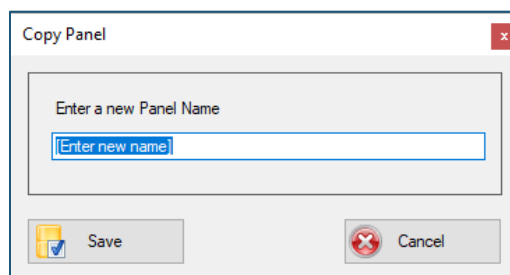 Copy Panel
x
Enter a new Panel Name
[Enter new name]
Save
Cancel